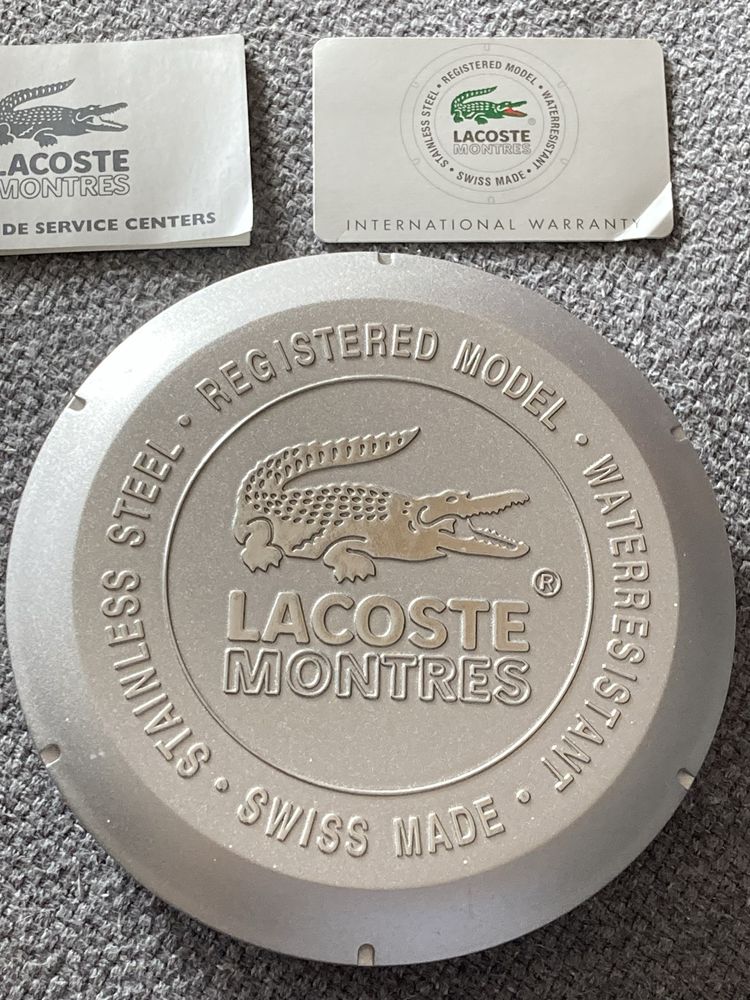 LACOSTE
MONTRES
DE SERVICE CENTERS
STAINLESS STEEL • REGISTERED MODEL • WATERRESISTANT • SWISS MADE •
LACOSTE ®
MONTRES
INTERNATIONAL WARRANTY
STAINLESS STEEL • REGISTERED MODEL • WATERRESISTANT • SWISS MADE •
LACOSTE ®
MONTRES